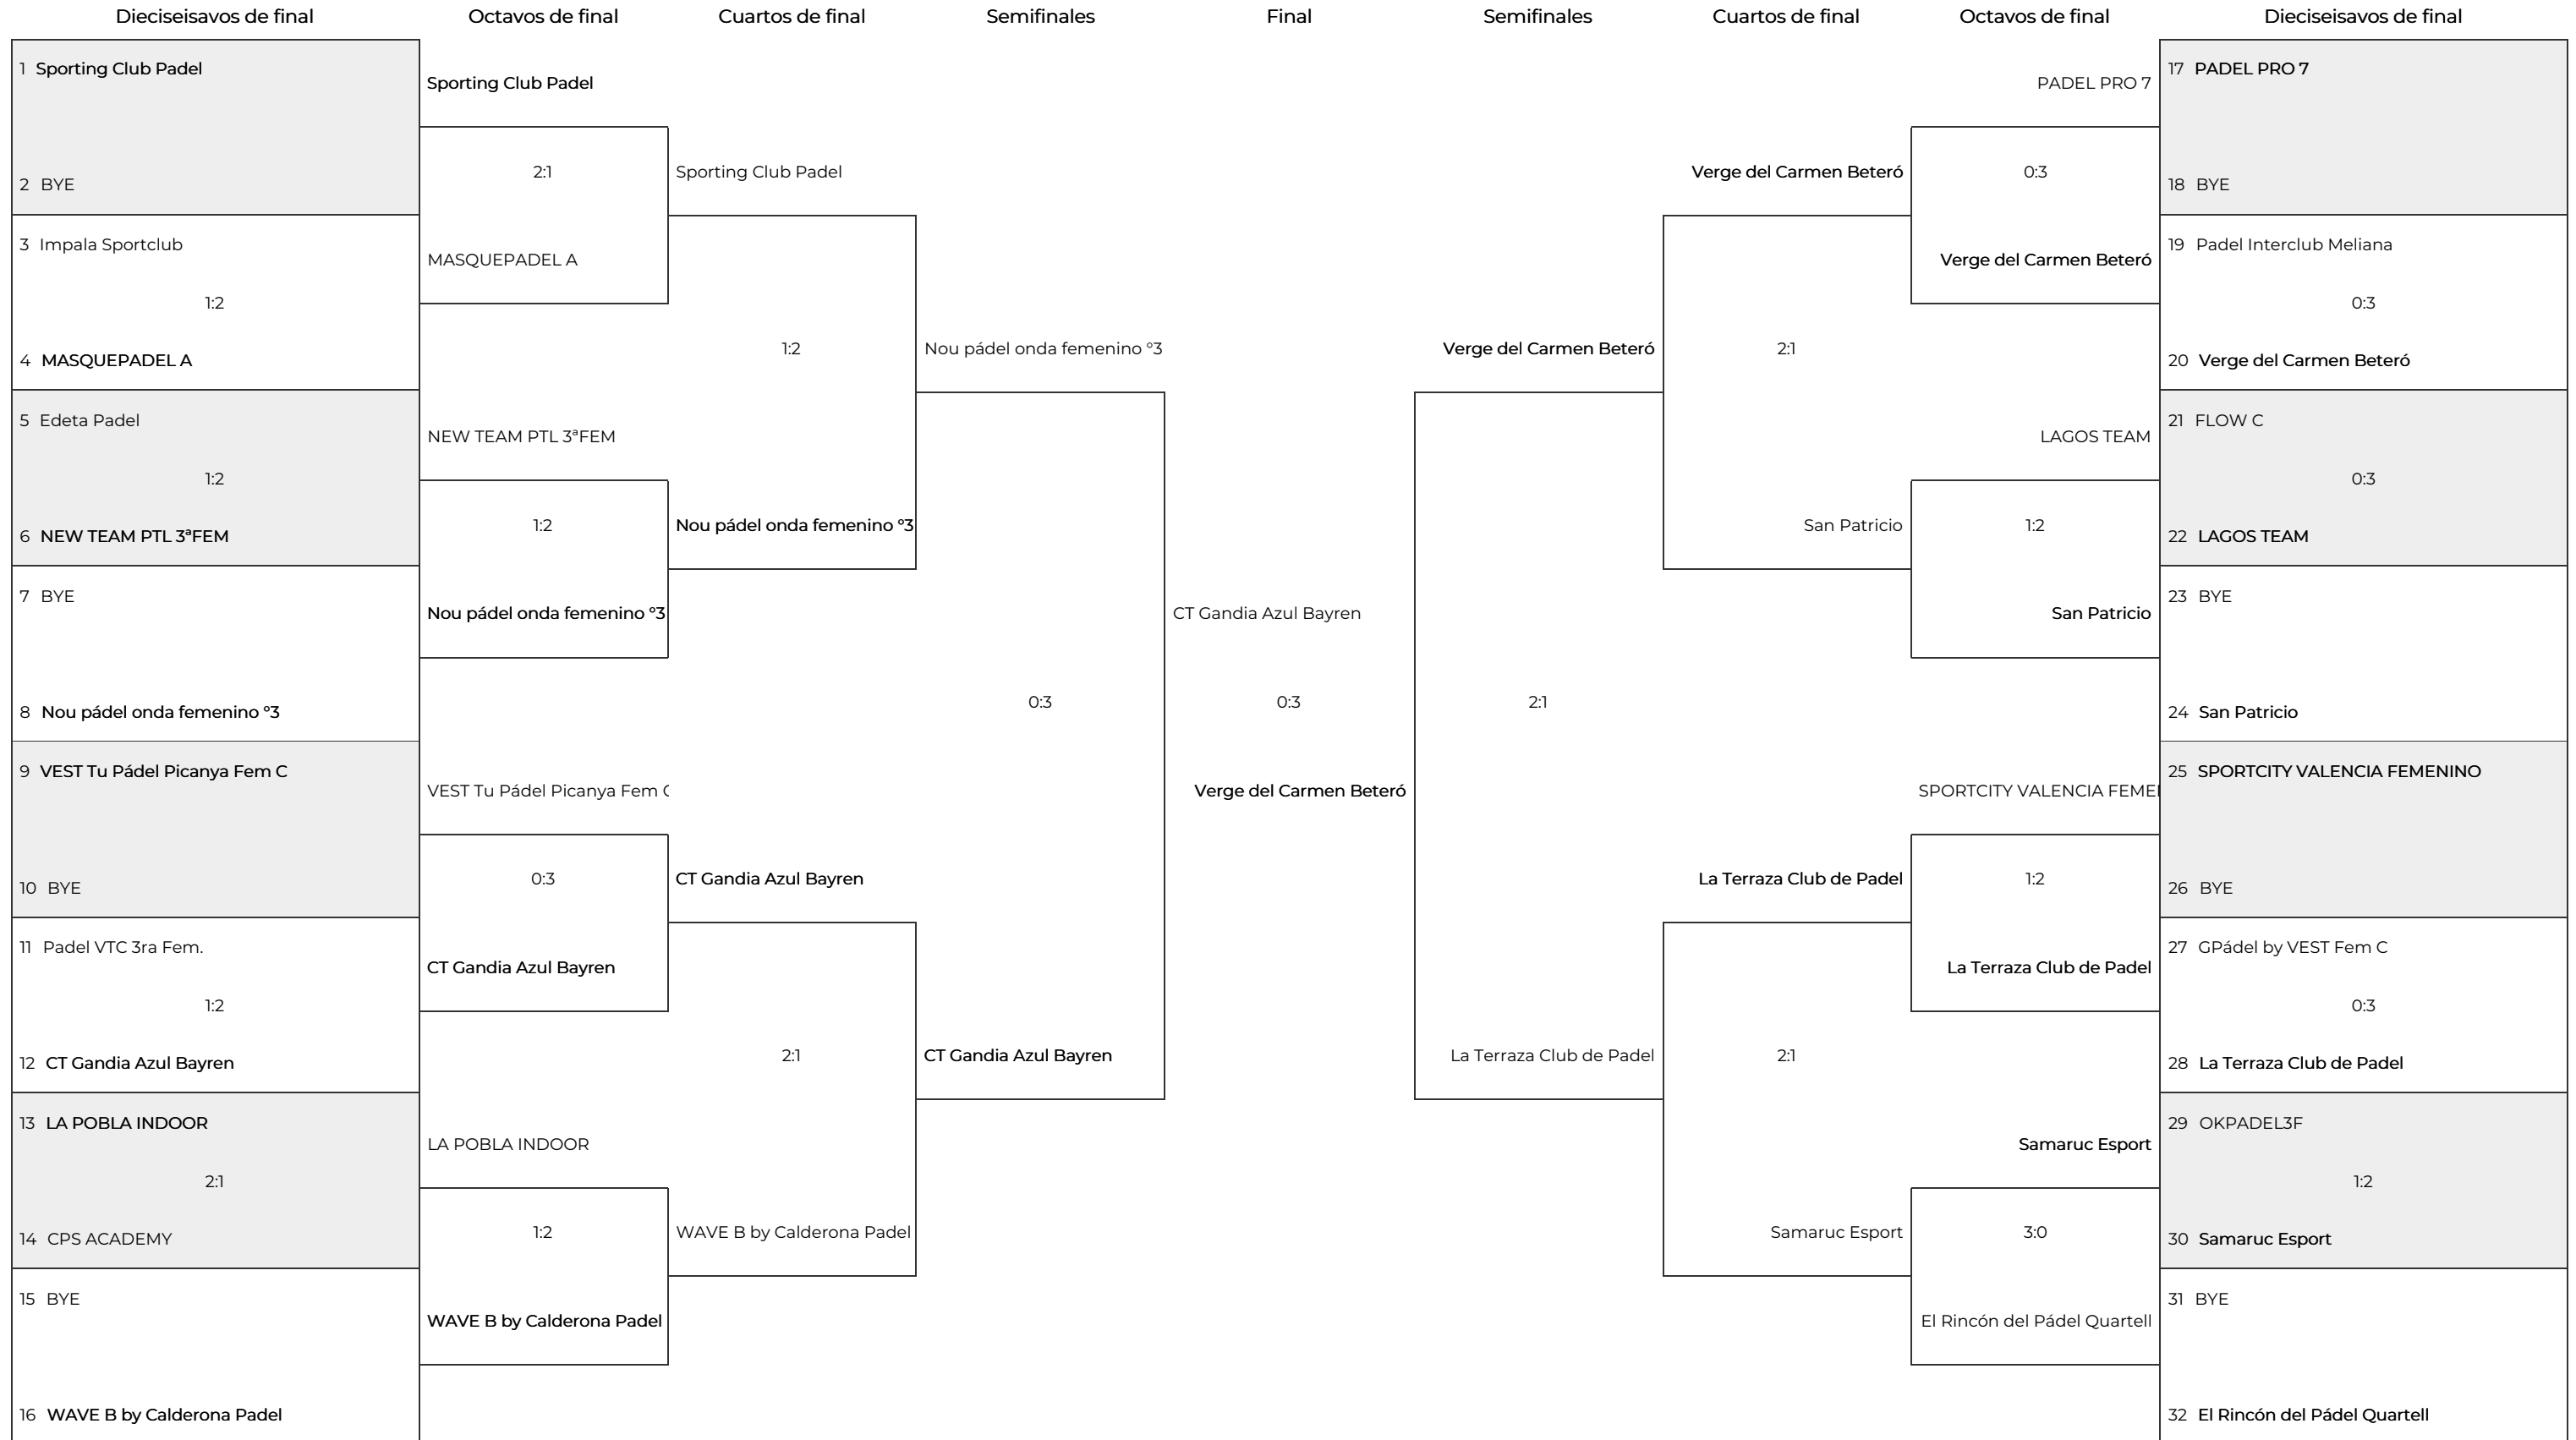 Dieciseisavos de final
Octavos de final
Cuartos de final
Semifinales
Final
Semifinales
Cuartos de final
Octavos de final
Dieciseisavos de final
1 Sporting Club Padel
2 BYE
3 Impala Sportclub
1:2
4 MASQUEPADEL A
5 Edeta Padel
1:2
6 NEW TEAM PTL 3ªFEM
7 BYE
8 Nou pádel onda femenino º3
9 VEST Tu Pádel Picanya Fem C
10 BYE
11 Padel VTC 3ra Fem.
1:2
12 CT Gandia Azul Bayren
13 LA POBLA INDOOR
2:1
14 CPS ACADEMY
15 BYE
16 WAVE B by Calderona Padel
Sporting Club Padel
2:1
MASQUEPADEL A
NEW TEAM PTL 3ªFEM
1:2
Nou pádel onda femenino º3
VEST Tu Pádel Picanya Fem
0:3
CT Gandia Azul Bayren
LA POBLA INDOOR
1:2
WAVE B by Calderona Padel
Sporting Club Padel
1:2
Nou pádel onda femenino º3
CT Gandia Azul Bayren
2:1
WAVE B by Calderona Padel
Nou pádel onda femenino º3
0:3
CT Gandia Azul Bayren
CT Gandia Azul Bayren
0:3
Verge del Carmen Beteró
Verge del Carmen Beteró
2:1
La Terraza Club de Padel
Verge del Carmen Beteró
2:1
San Patricio
La Terraza Club de Padel
2:1
Samaruc Esport
PADEL PRO 7
0:3
Verge del Carmen Beteró
LAGOS TEAM
1:2
San Patricio
SPORTCITY VALENCIA FEME
1:2
La Terraza Club de Padel
Samaruc Esport
3:0
El Rincón del Pádel Quartell
17 PADEL PRO 7
18 BYE
19 Padel Interclub Meliana
0:3
20 Verge del Carmen Beteró
21 FLOW C
0:3
22 LAGOS TEAM
23 BYE
24 San Patricio
25 SPORTCITY VALENCIA FEMENINO
26 BYE
27 GPádel by VEST Fem C
0:3
28 La Terraza Club de Padel
29 OKPADEL3F
1:2
30 Samaruc Esport
31 BYE
32 El Rincón del Pádel Quartell